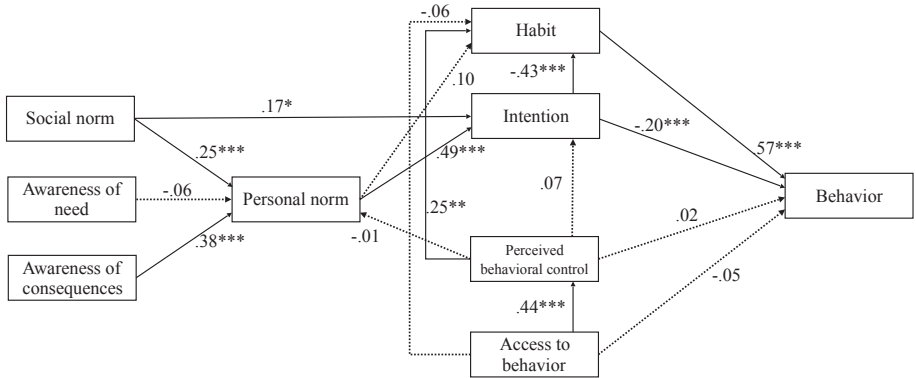 -.06
Habit
.10
-.43***
.17*
Social norm
Intention
-.20***
.57***
.25***
.49***
Awareness of
need
-.06
Personal norm
.07
Behavior
.25**
-.01
.02
.38***
Awareness of
consequences
Perceived
behavioral control
-.05
.44***
Access to
behavior